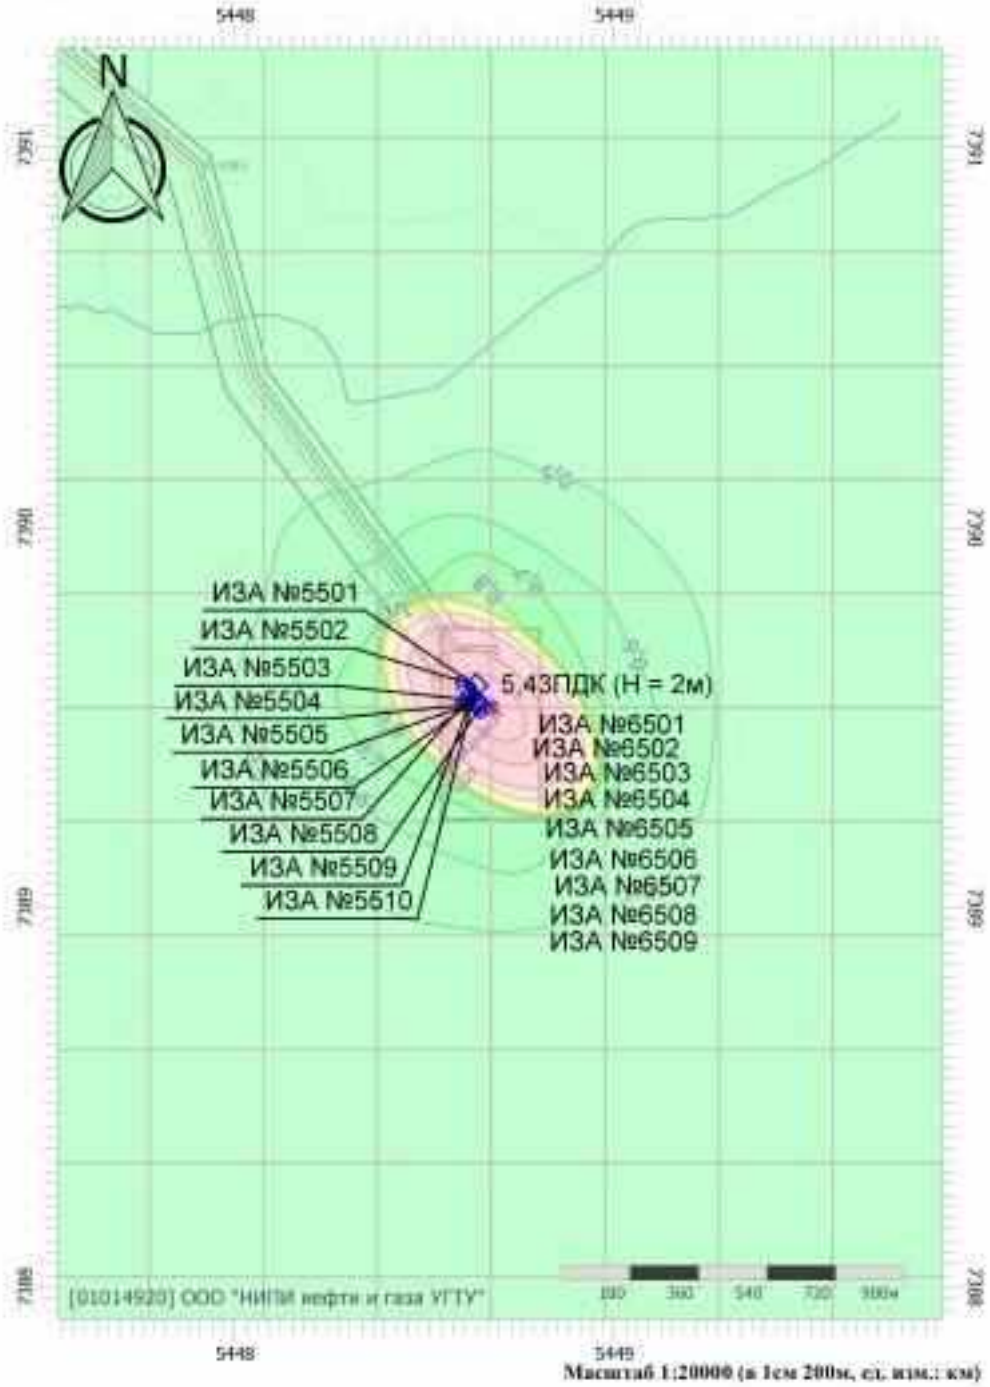 5448 5449
N
7391 7391
7390 7390
ИЗА №5501
ИЗА №5502
ИЗА №5503
ИЗА №5504
ИЗА №5505
ИЗА №5506
ИЗА №5507
ИЗА №5508
ИЗА №5509
ИЗА №5510
5,43ПДК (Н = 2м)
ИЗА №6501
ИЗА №6502
ИЗА №6503
ИЗА №6504
ИЗА №6505
ИЗА №6506
ИЗА №6507
ИЗА №6508
ИЗА №6509
7389 7389
7388 7388
180 360 540 720 900м
[01014920] ООО "НИПИ нефти и газа УГТУ"
5448 5449
Масштаб 1:20000 (в 1см 200м, ед. изм.: км)